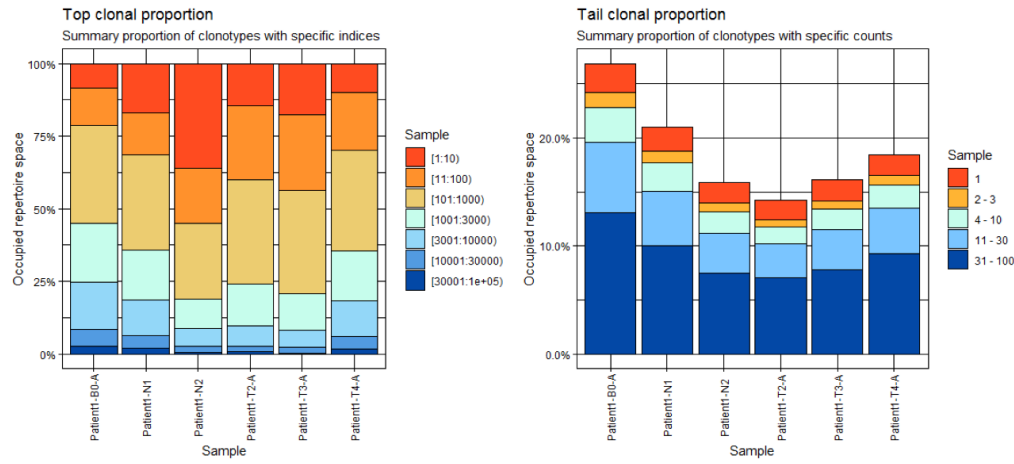 Top clonal proportion
Summary proportion of clonotypes with specific indices
Occupied repertoire space
100%
75%
50%
25%
0%
Patient1-B0-A
Patient1-N1
Patient1-N2
Patient1-T2-A
Patient1-T3-A
Patient1-T4-A
Sample
Sample
[1:10)
[11:100)
[101:1000)
[1001:3000)
[3001:10000)
[10001:30000)
[30001:1e+05)
Tail clonal proportion
Summary proportion of clonotypes with specific counts
Occupied repertoire space
20.0%
10.0%
0.0%
Patient1-B0-A
Patient1-N1
Patient1-N2
Patient1-T2-A
Patient1-T3-A
Patient1-T4-A
Sample
Sample
1
2 - 3
4 - 10
11 - 30
31 - 100